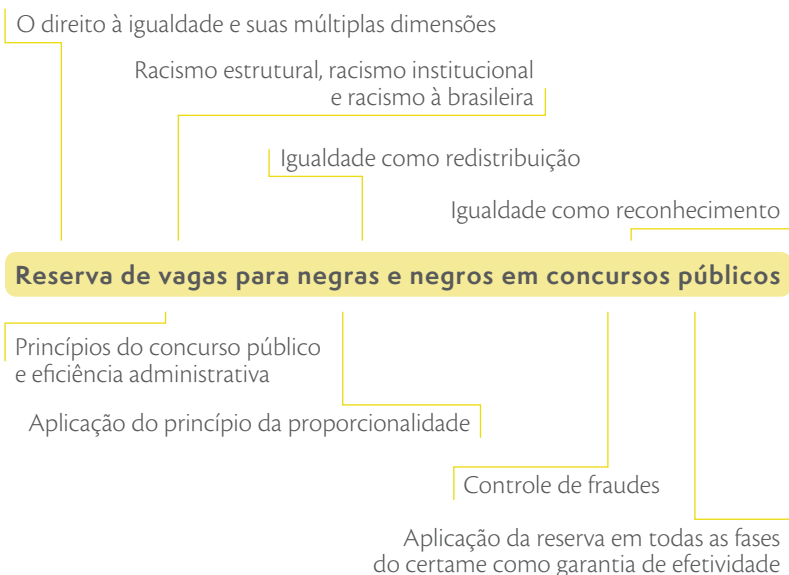 O direito à igualdade e suas múltiplas dimensões
Racismo estrutural, racismo institucional
e racismo à brasileira
Igualdade como redistribuição
Igualdade como reconhecimento
Reserva de vagas para negras e negros em concursos públicos
Princípios do concurso público
e eficiência administrativa
Aplicação do princípio da proporcionalidade
Controle de fraudes
Aplicação da reserva em todas as fases
do certame como garantia de efetividade